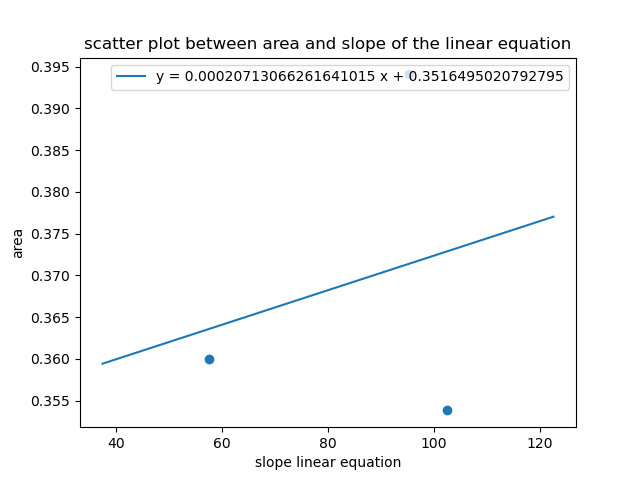 scatter plot between area and slope of the linear equation
y = 0.00020713066261641015 x + 0.3516495020792795
0.395
0.390
0.385
0.380
0.375
0.370
0.365
0.360
0.355
area
40 60 80 100 120
slope linear equation